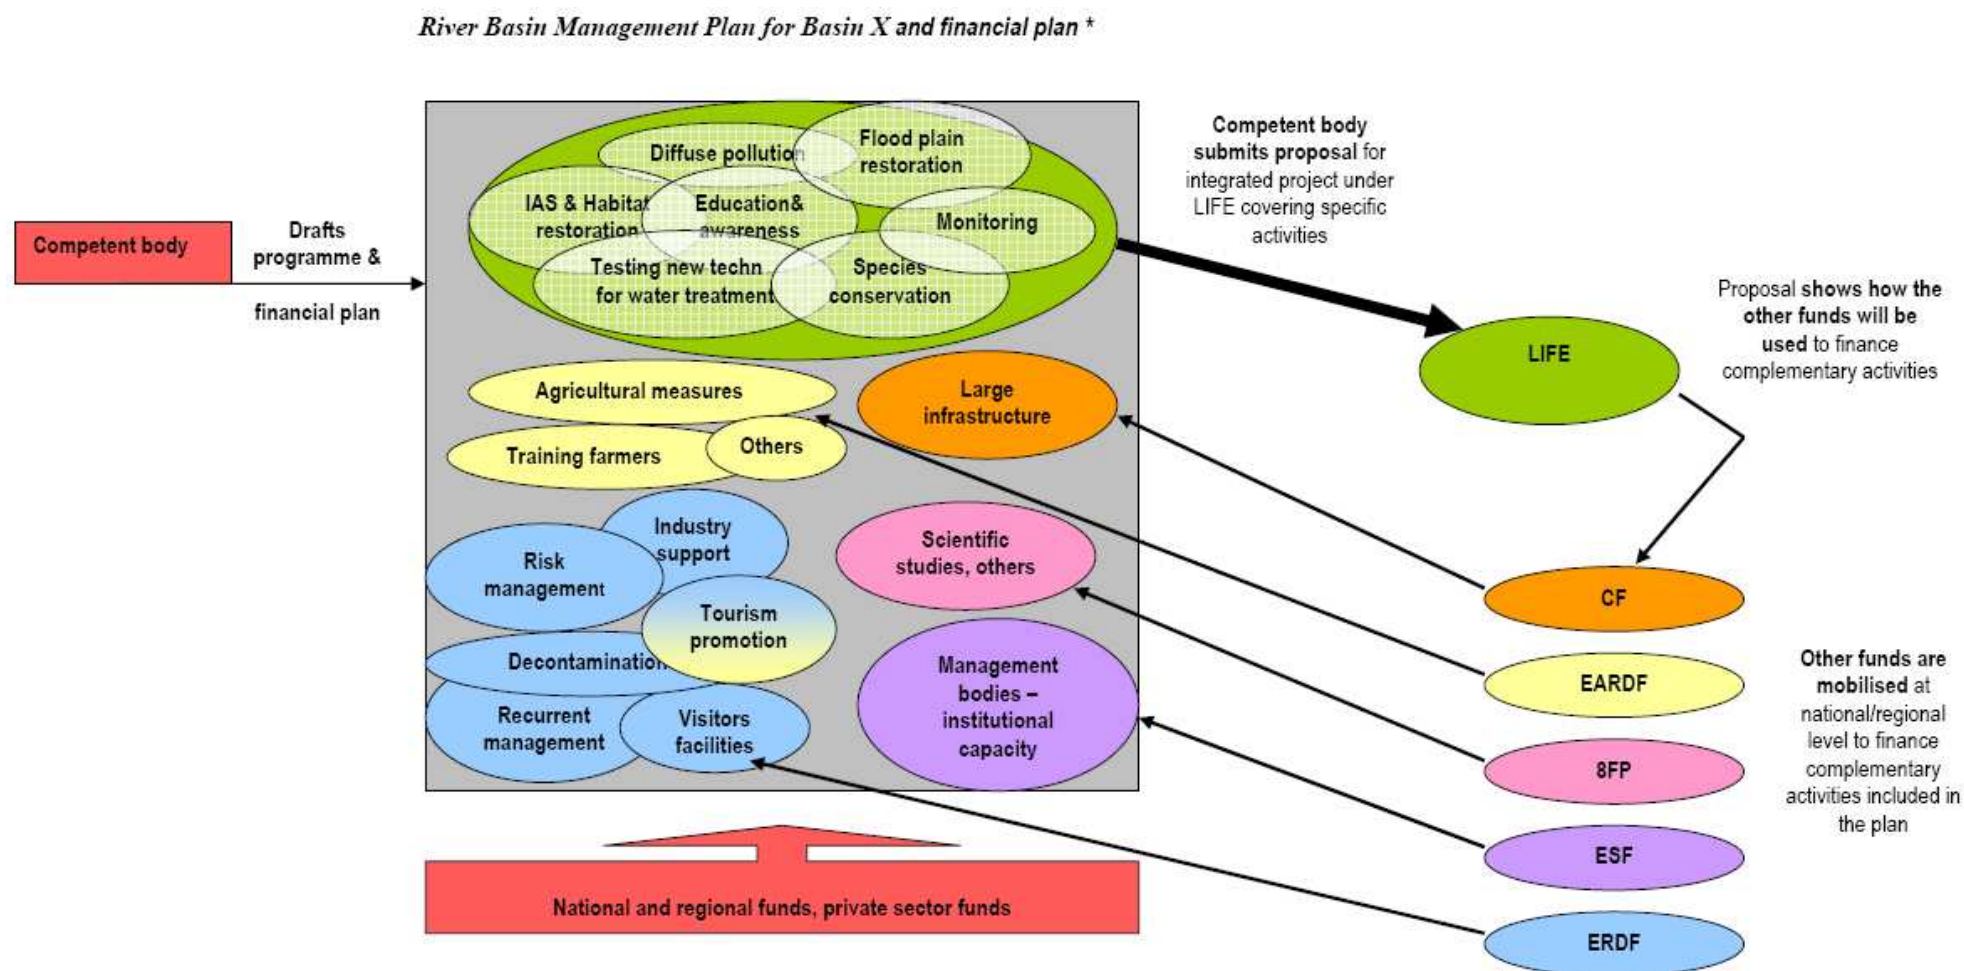 River Basin Management Plan for Basin X and financial plan *
Competent body
Drafts
programme &
financial plan
Diffuse pollution
Flood plain
restoration
IAS & Habitat
restoration
Education&
awareness
Monitoring
Testing new techn
for water treatment
Species
conservation
Agricultural measures
Large
infrastructure
Training farmers
Others
Industry
support
Risk
management
Scientific
studies, others
Tourism
promotion
Decontamination
Management
bodies –
institutional
capacity
Recurrent
management
Visitors
facilities
National and regional funds, private sector funds
Competent body
submits proposal for
integrated project under
LIFE covering specific
activities
LIFE
Proposal shows how the
other funds will be
used to finance
complementary activities
CF
EARDF
8FP
ESF
ERDF
Other funds are
mobilised at
national/regional
level to finance
complementary
activities included in
the plan